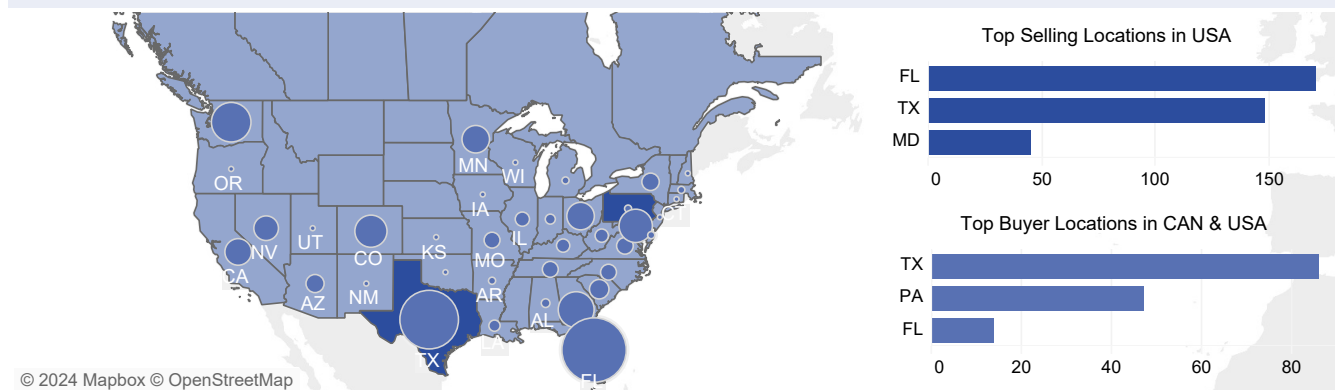 MN
WI
OR
IA
NV
UT
CO
KS
MO
IL
CT
CA
AZ
NM
AR
AL
LA
TX
FL
© 2024 Mapbox © OpenStreetMap
Top Selling Locations in USA
FL
TX
MD
0 50 100 150
Top Buyer Locations in CAN & USA
TX
PA
FL
0 20 40 60 80